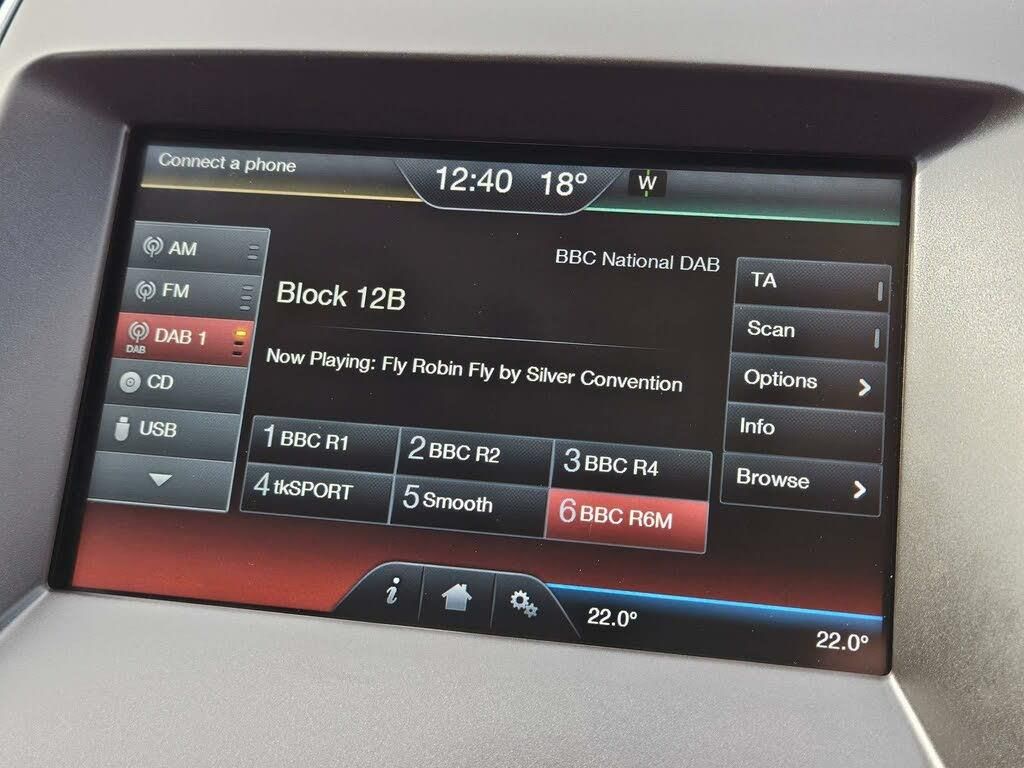 Connect a phone
12:40 18° W
BBC National DAB
AM
FM
DAB 1
DAB
CD
USB
Block 12B
Now Playing: Fly Robin Fly by Silver Convention
1 BBC R1
2 BBC R2
3 BBC R4
4 tkSPORT
5 Smooth
6 BBC R6M
TA
Scan
Options
Info
Browse
i
22.0°
22.0°